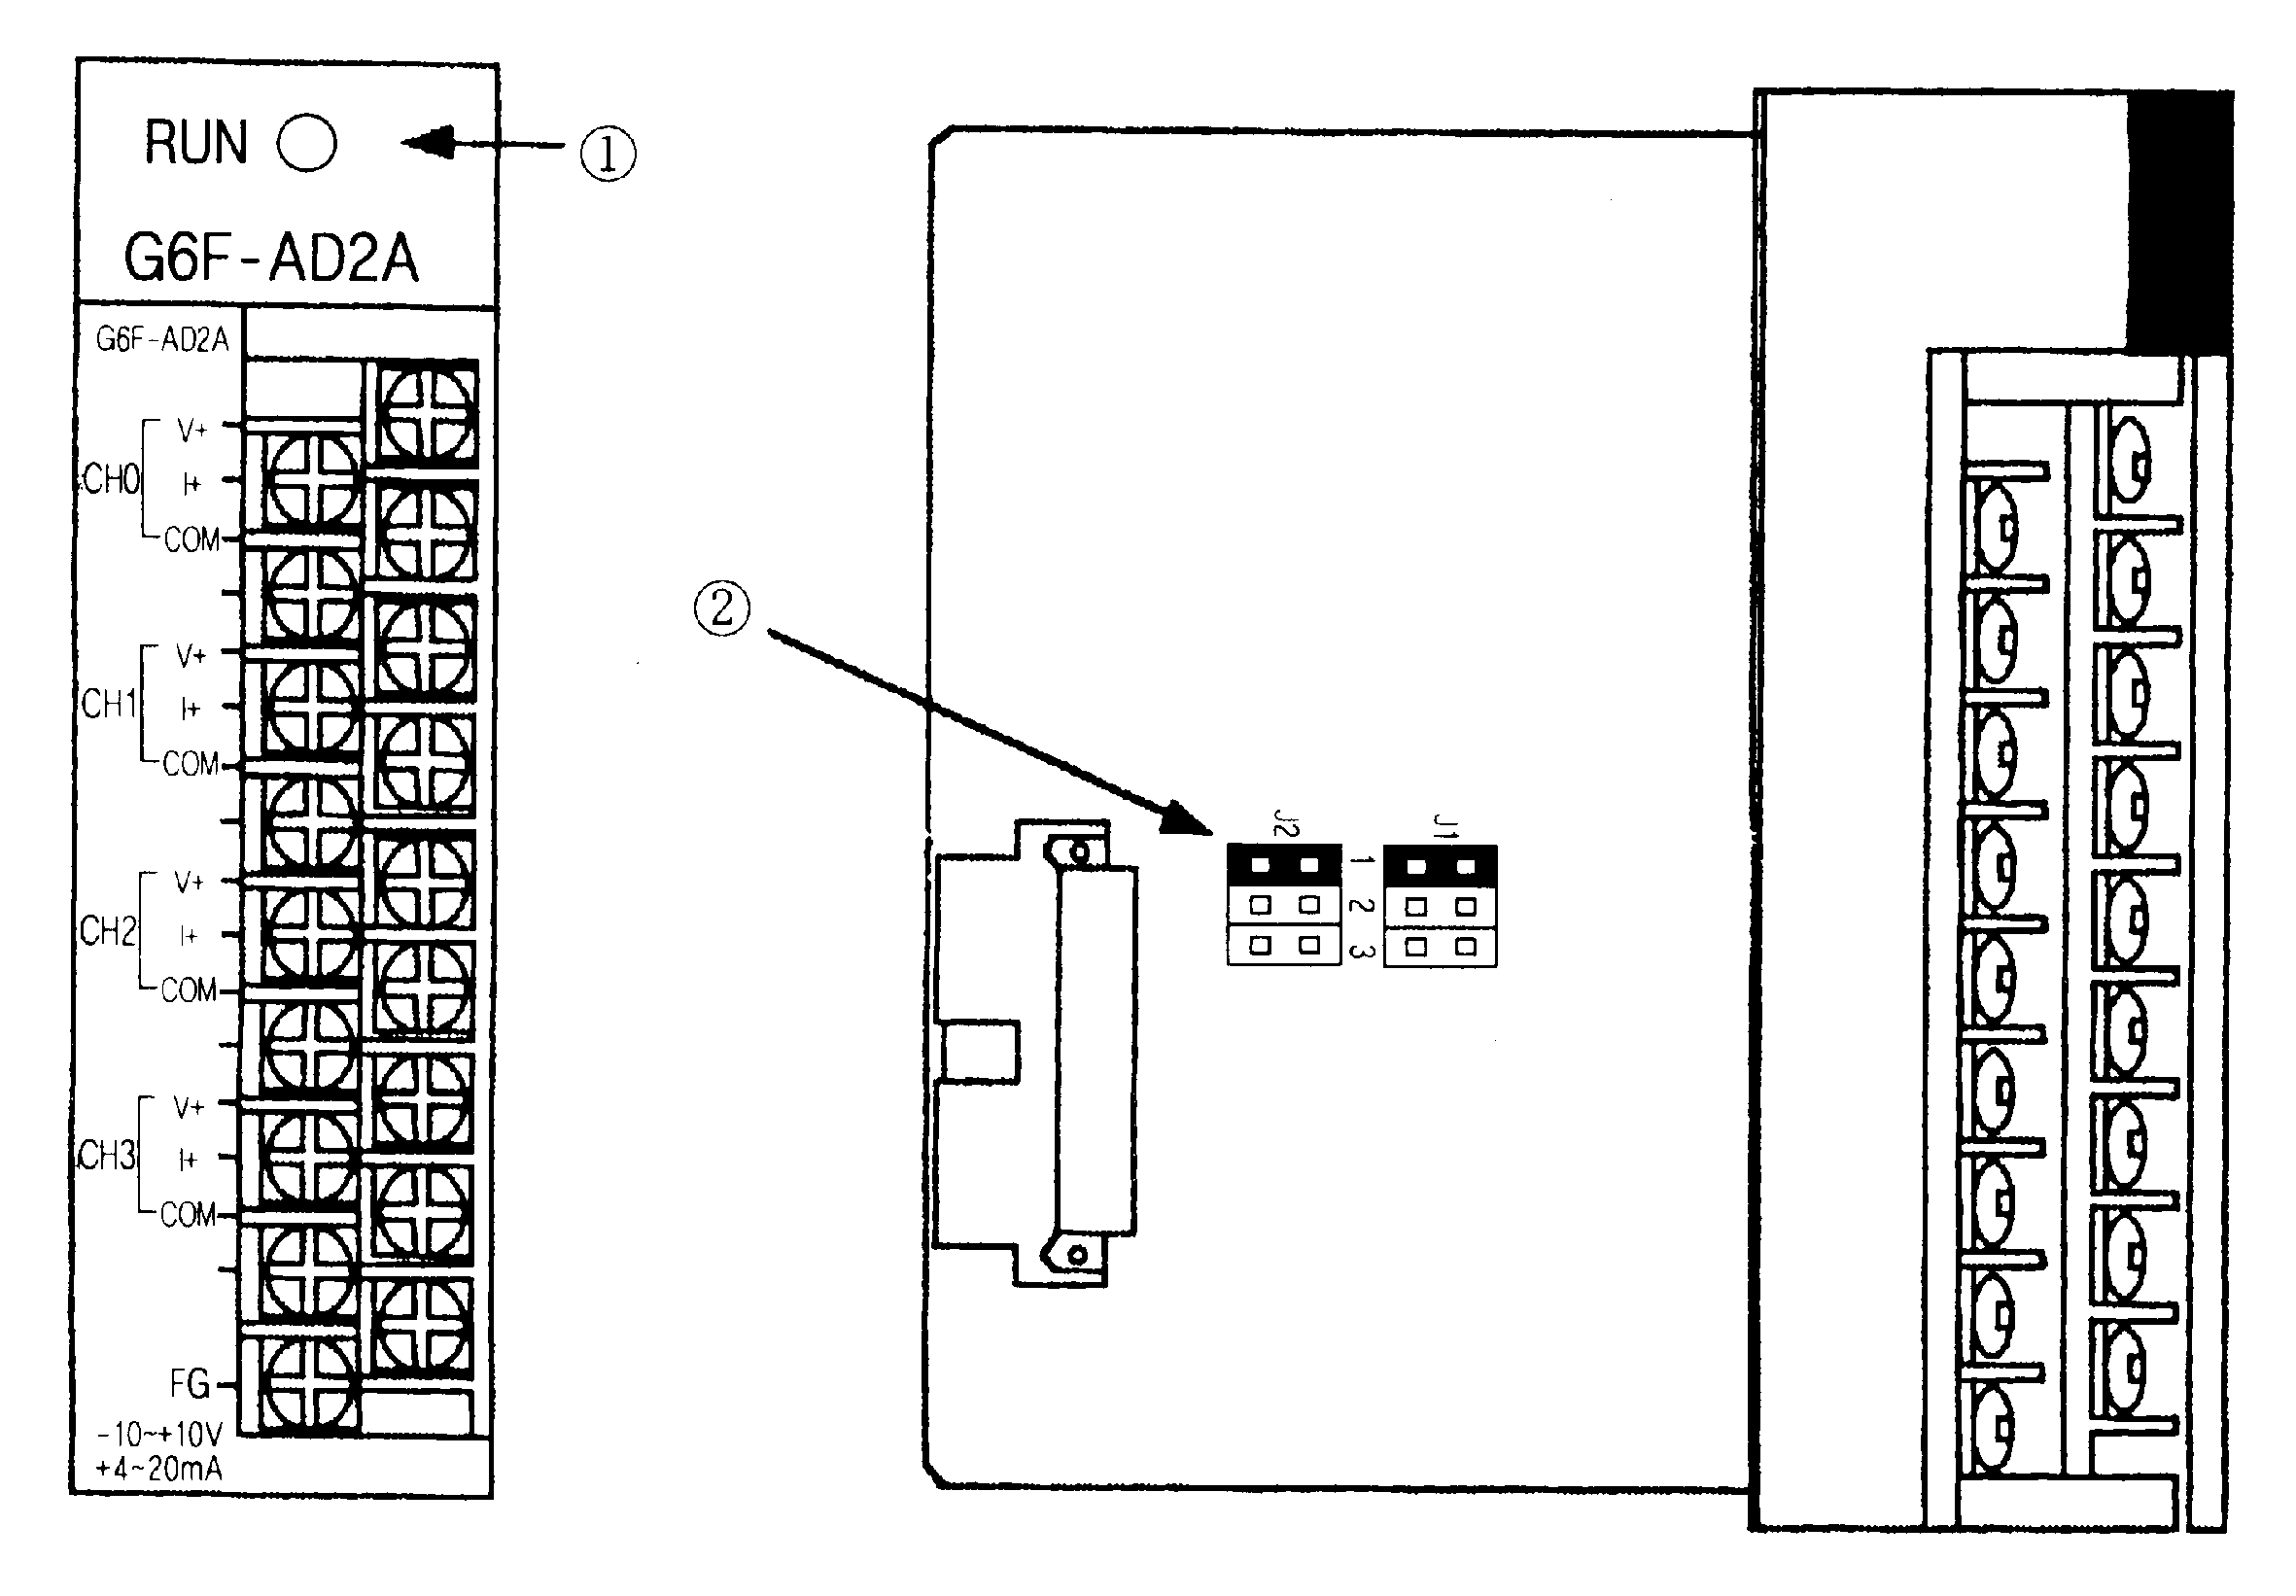 RUN
①
G6F-AD2A
G6F-AD2A
CH0
V+
I+
COM
②
CH1
V+
I+
COM
J2
J1
1
2
3
CH2
V+
I+
COM
CH3
V+
I+
COM
FG
-10~+10V
+4~20mA